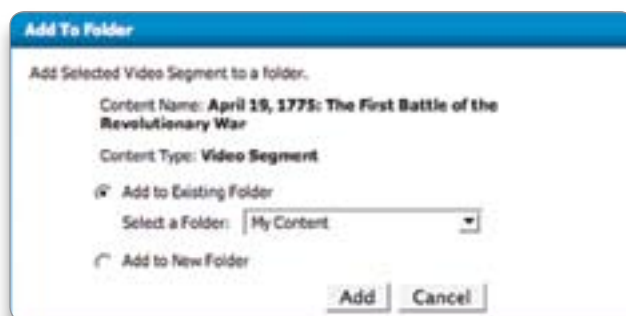 Add To Folder
Add Selected Video Segment to a folder.
Content Name: April 19, 1775: The First Battle of the
Revolutionary War
Content Type: Video Segment
Add to Existing Folder
Select a Folder: My Content
Add to New Folder
Add Cancel